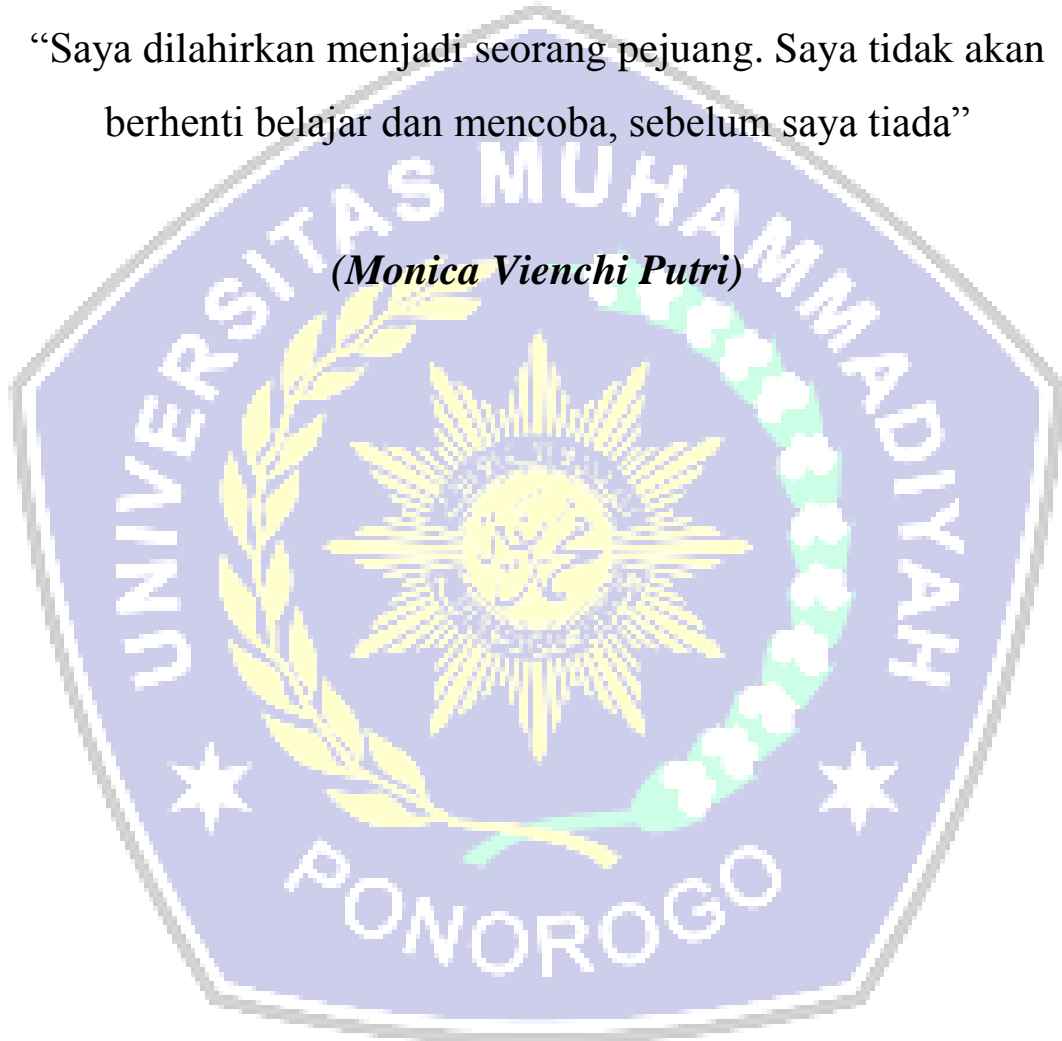 “Saya dilahirkan menjadi seorang pejuang. Saya tidak akan
berhenti belajar dan mencoba, sebelum saya tiada”
(Monica Vienchi Putri)
UNIVERSITAS MUHAMMADIYAH
PONOROGO